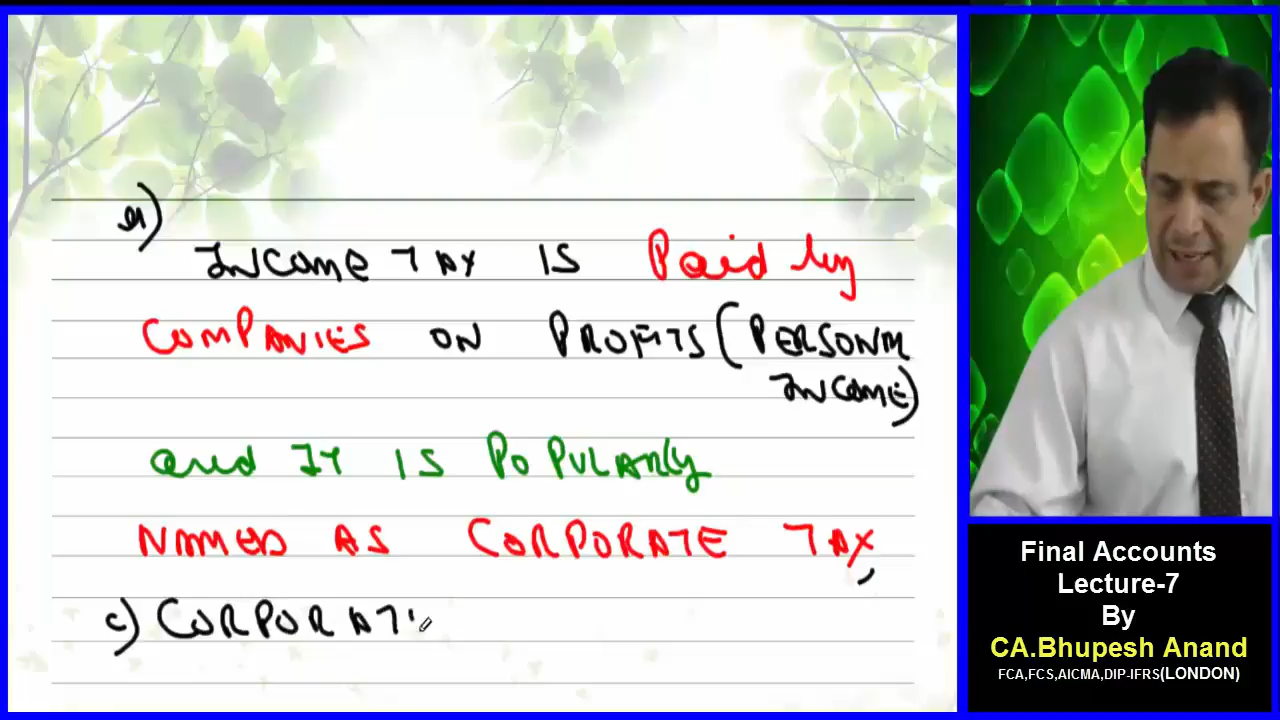 INCOME TAX IS Paid by
COMPANIES ON PROFITS (PERSONAL
INCOME)
and IT IS POPULARLY
NAMED AS CORPORATE TAX,
c) CORPORAT
Final Accounts
Lecture-7
By
CA.Bhupesh Anand
FCA,FCS,AICMA,DIP-IFRS(LONDON)